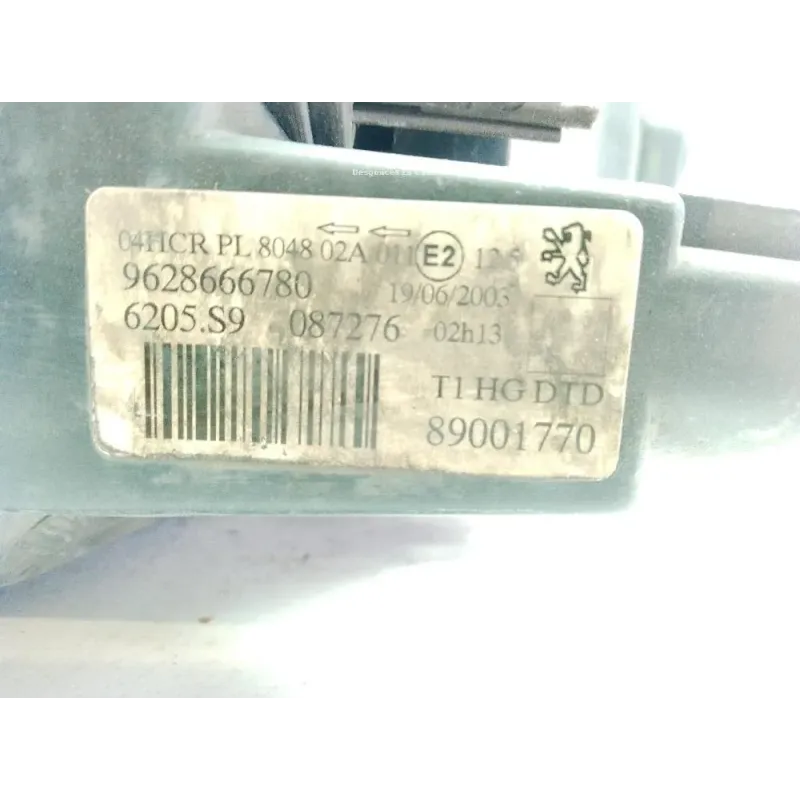 04HCR PL 8048 02A 011 E2 12.5
9628666780 19/06/2003
6205.S9 087276 02h13
T1 HG DTD
89001770